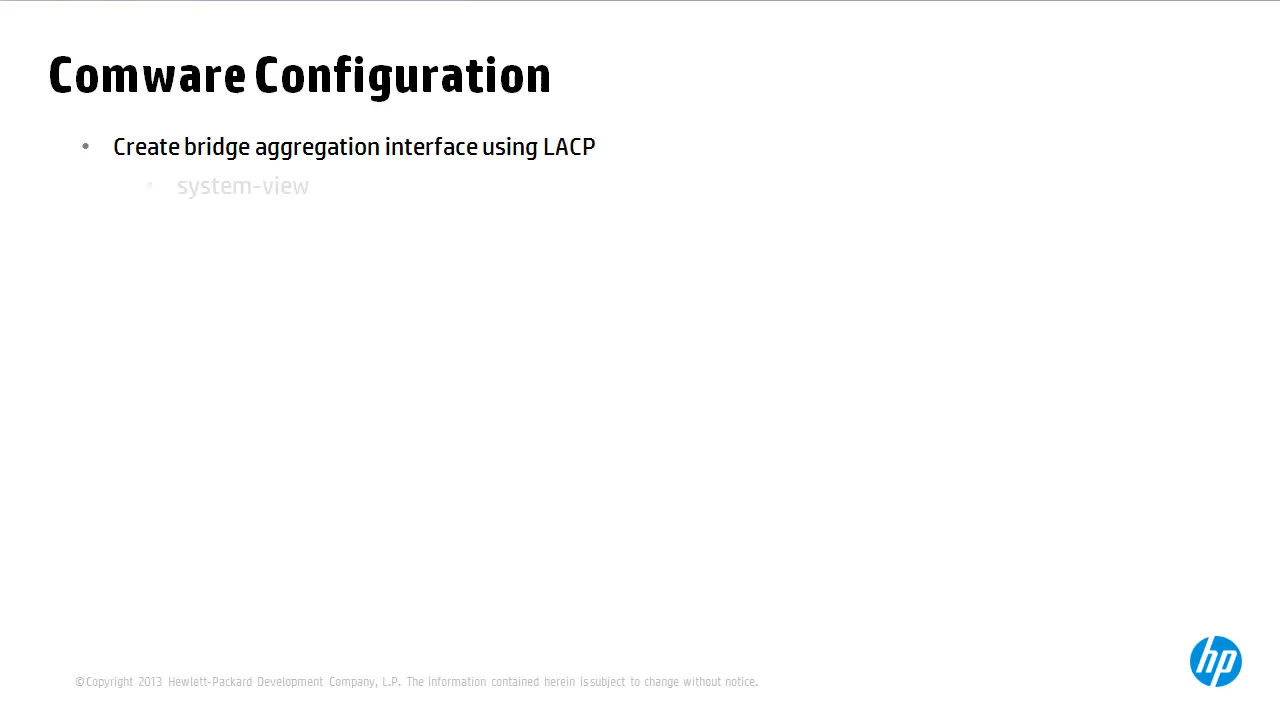 Comware Configuration
• Create bridge aggregation interface using LACP
• system-view
hp
©Copyright 2013 Hewlett-Packard Development Company, L.P. The information contained herein is subject to change without notice.